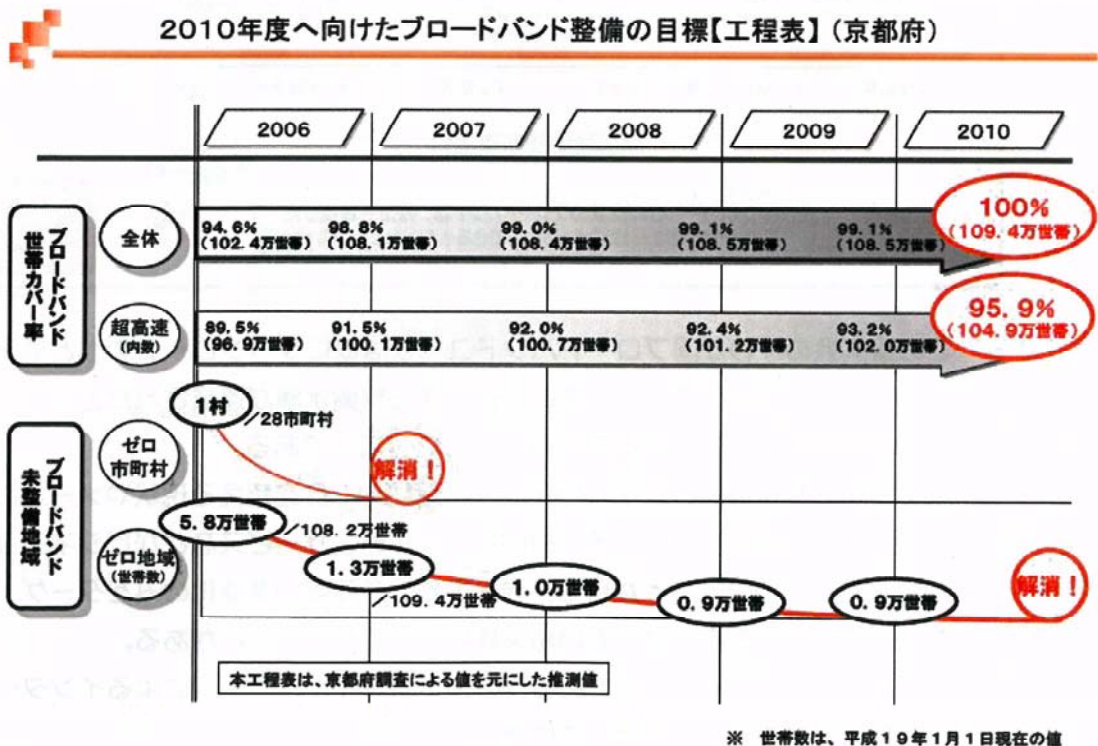 2010年度へ向けたブロードバンド整備の目標【工程表】（京都府）
2006
2007
2008
2009
2010
ブロードバンド
世帯カバー率
全体
94.6%
（102.4万世帯）
98.8%
（108.1万世帯）
99.0%
（108.4万世帯）
99.1%
（108.5万世帯）
99.1%
（108.5万世帯）
100%
（109.4万世帯）
超高速
（内数）
89.5%
（96.9万世帯）
91.5%
（100.1万世帯）
92.0%
（100.7万世帯）
92.4%
（101.2万世帯）
93.2%
（102.0万世帯）
95.9%
（104.9万世帯）
ブロードバンド
未整備地域
ゼロ
市町村
1村
／28市町村
解消！
ゼロ地域
（世帯数）
5.8万世帯
／108.2万世帯
1.3万世帯
／109.4万世帯
1.0万世帯
0.9万世帯
0.9万世帯
解消！
本工程表は、京都府調査による値を元にした推測値
※ 世帯数は、平成19年1月1日現在の値